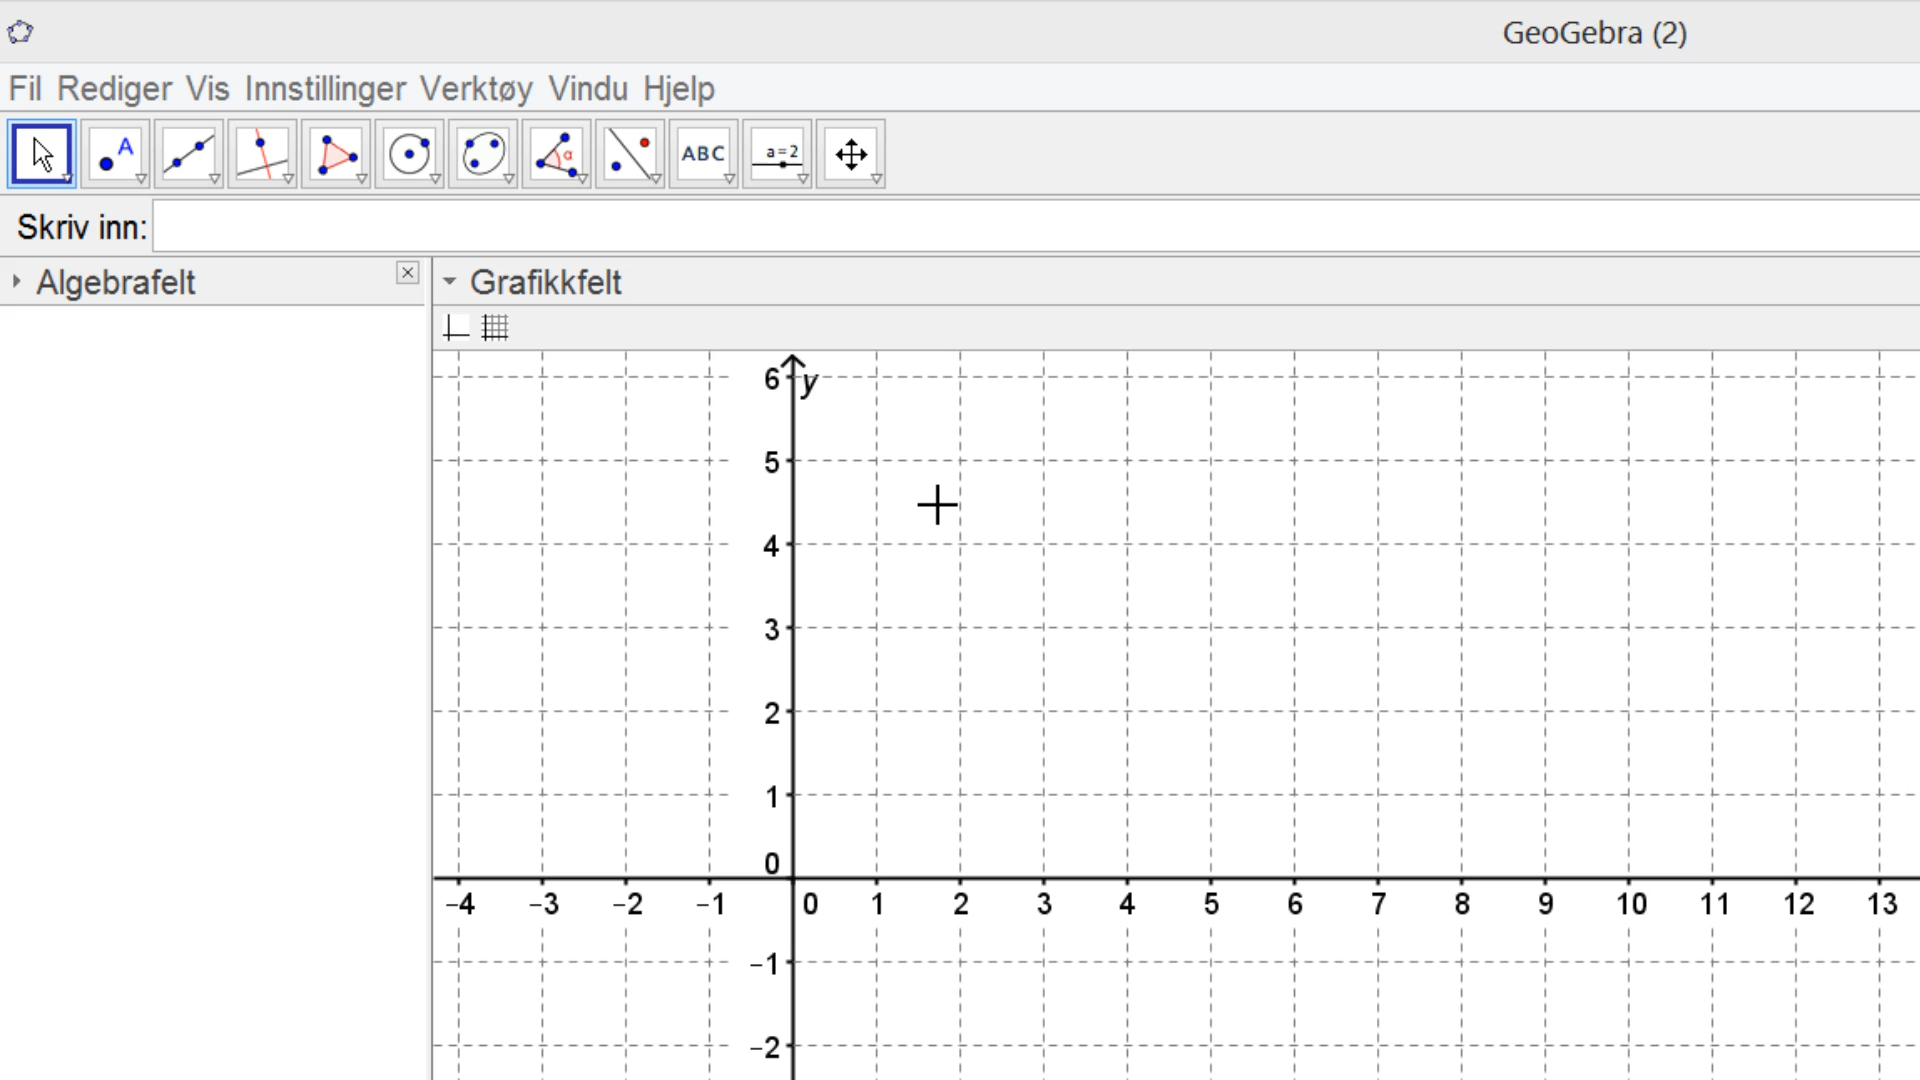 GeoGebra (2)
Fil Rediger Vis Innstillinger Verktøy Vindu Hjelp
A
α
ABC
a=2
Skriv inn:
Algebrafelt
Grafikkfelt
y
6
5
4
3
2
1
0
−4 −3 −2 −1 0 1 2 3 4 5 6 7 8 9 10 11 12 13
−1
−2